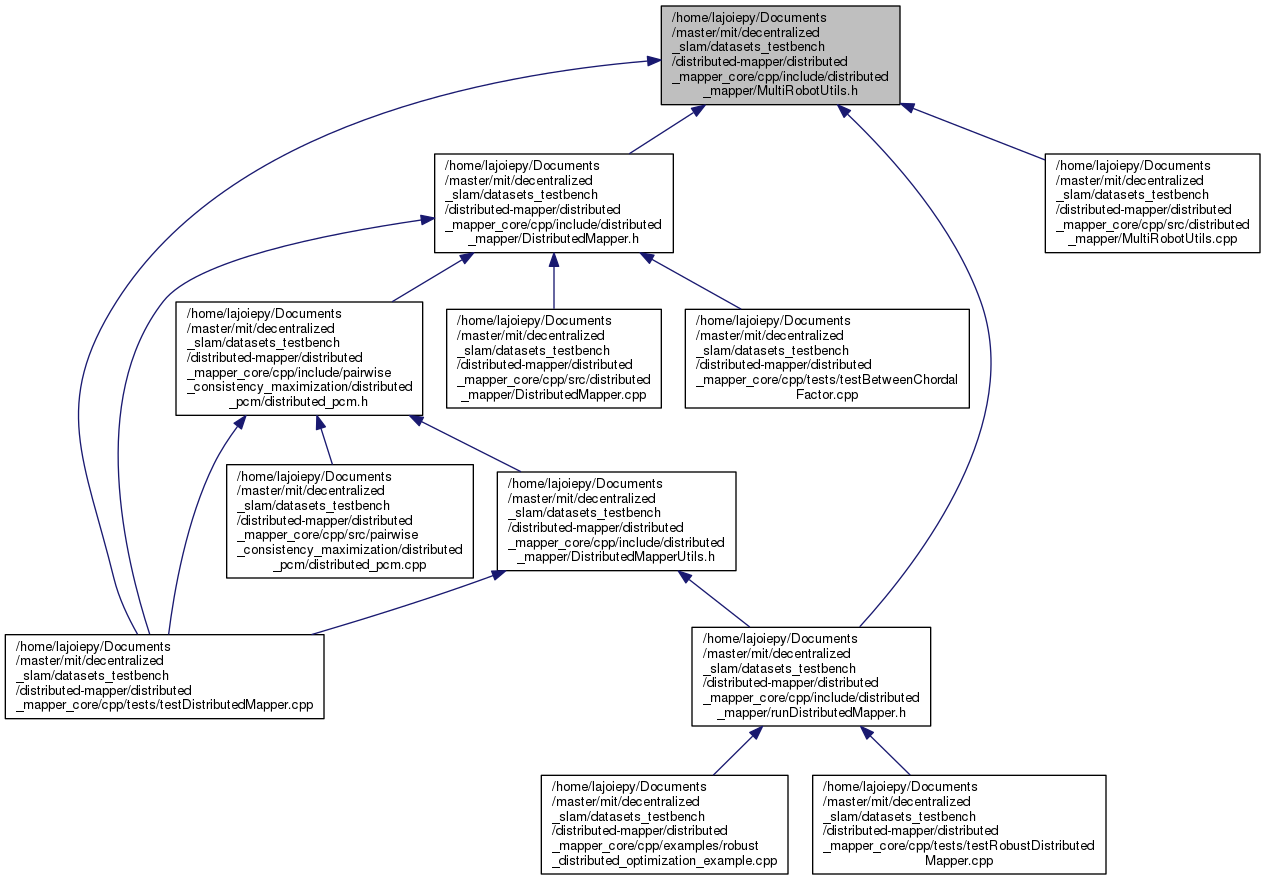 /home/lajoiepy/Documents
/master/mit/decentralized
_slam/datasets_testbench
/distributed-mapper/distributed
_mapper_core/cpp/include/distributed
_mapper/MultiRobotUtils.h
/home/lajoiepy/Documents
/master/mit/decentralized
_slam/datasets_testbench
/distributed-mapper/distributed
_mapper_core/cpp/include/distributed
_mapper/DistributedMapper.h
/home/lajoiepy/Documents
/master/mit/decentralized
_slam/datasets_testbench
/distributed-mapper/distributed
_mapper_core/cpp/src/distributed
_mapper/MultiRobotUtils.cpp
/home/lajoiepy/Documents
/master/mit/decentralized
_slam/datasets_testbench
/distributed-mapper/distributed
_mapper_core/cpp/include/pairwise
_consistency_maximization/distributed
_pcm/distributed_pcm.h
/home/lajoiepy/Documents
/master/mit/decentralized
_slam/datasets_testbench
/distributed-mapper/distributed
_mapper_core/cpp/src/distributed
_mapper/DistributedMapper.cpp
/home/lajoiepy/Documents
/master/mit/decentralized
_slam/datasets_testbench
/distributed-mapper/distributed
_mapper_core/cpp/tests/testBetweenChordal
Factor.cpp
/home/lajoiepy/Documents
/master/mit/decentralized
_slam/datasets_testbench
/distributed-mapper/distributed
_mapper_core/cpp/src/pairwise
_consistency_maximization/distributed
_pcm/distributed_pcm.cpp
/home/lajoiepy/Documents
/master/mit/decentralized
_slam/datasets_testbench
/distributed-mapper/distributed
_mapper_core/cpp/include/distributed
_mapper/DistributedMapperUtils.h
/home/lajoiepy/Documents
/master/mit/decentralized
_slam/datasets_testbench
/distributed-mapper/distributed
_mapper_core/cpp/tests/testDistributedMapper.cpp
/home/lajoiepy/Documents
/master/mit/decentralized
_slam/datasets_testbench
/distributed-mapper/distributed
_mapper_core/cpp/include/distributed
_mapper/runDistributedMapper.h
/home/lajoiepy/Documents
/master/mit/decentralized
_slam/datasets_testbench
/distributed-mapper/distributed
_mapper_core/cpp/examples/robust
_distributed_optimization_example.cpp
/home/lajoiepy/Documents
/master/mit/decentralized
_slam/datasets_testbench
/distributed-mapper/distributed
_mapper_core/cpp/tests/testRobustDistributed
Mapper.cpp